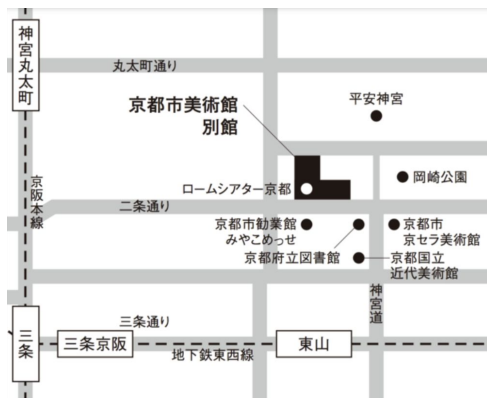 神宮丸太町
丸太町通り
京都市美術館
別館
平安神宮
岡崎公園
ロームシアター京都
京阪本線
二条通り
京都市勧業館
みやこめっせ
京都府立図書館
京都市
京セラ美術館
京都国立
近代美術館
神宮道
三条通り
三条
三条京阪
地下鉄東西線
東山